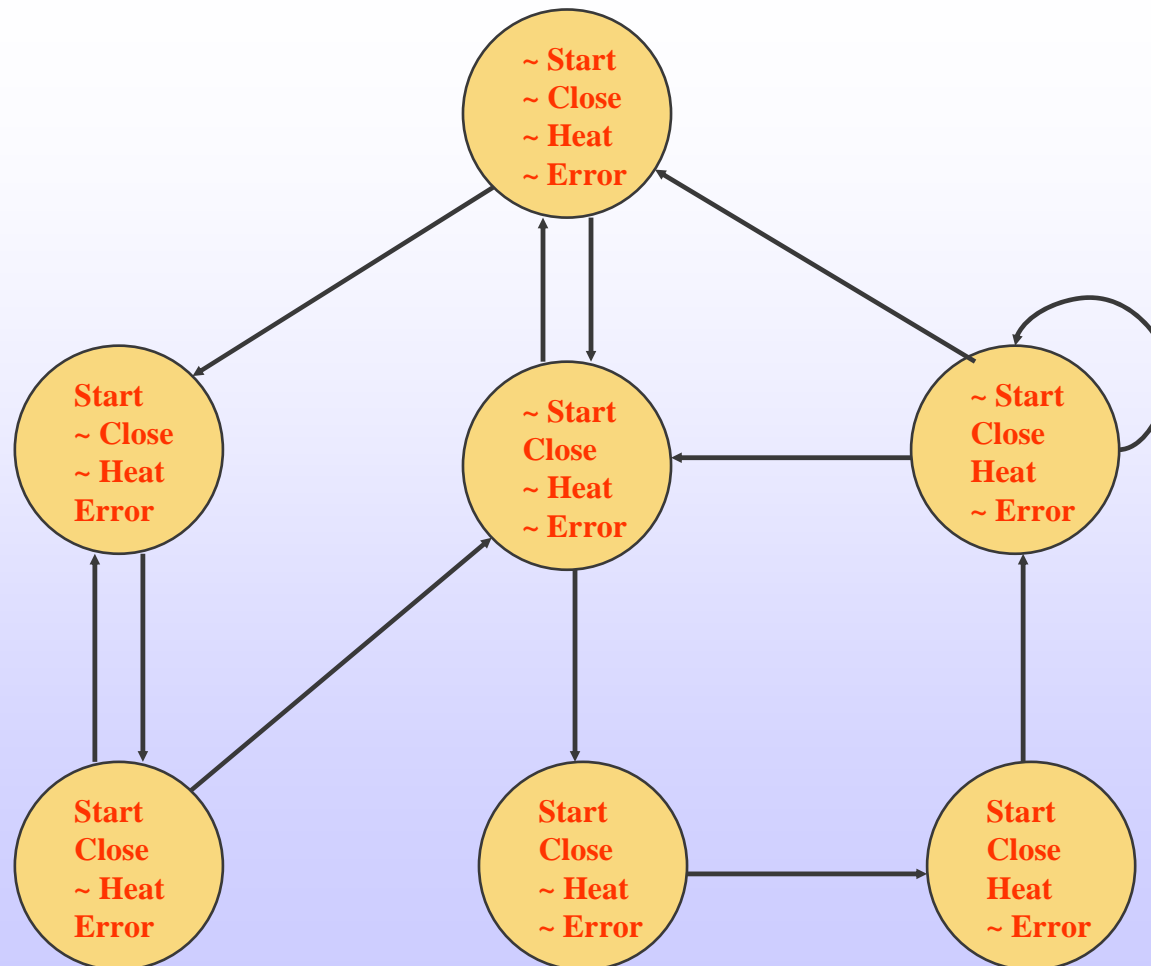 ~ Start
~ Close
~ Heat
~ Error
Start
~ Close
~ Heat
Error
~ Start
Close
~ Heat
~ Error
~ Start
Close
Heat
~ Error
Start
Close
~ Heat
Error
Start
Close
~ Heat
~ Error
Start
Close
Heat
~ Error